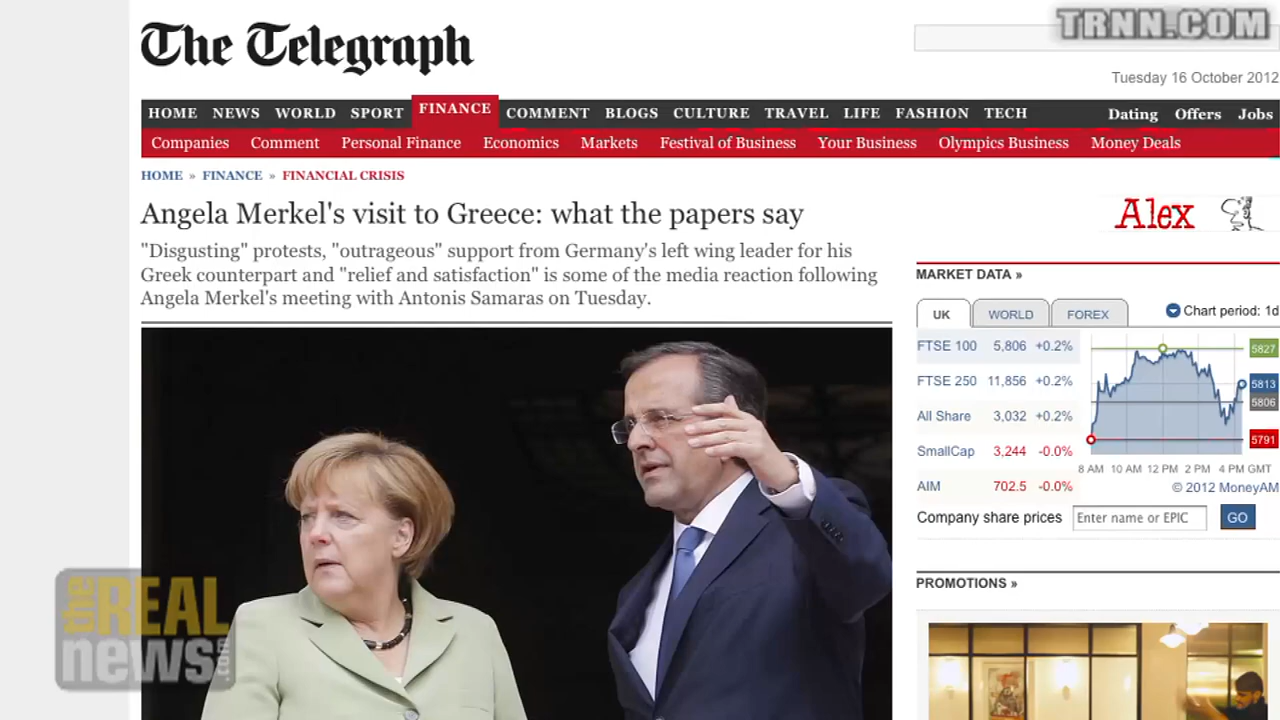 TRNN.COM
The Telegraph
Tuesday 16 October 2012
HOME NEWS WORLD SPORT FINANCE COMMENT BLOGS CULTURE TRAVEL LIFE FASHION TECH Dating Offers Jobs
Companies Comment Personal Finance Economics Markets Festival of Business Your Business Olympics Business Money Deals
HOME » FINANCE » FINANCIAL CRISIS
Angela Merkel's visit to Greece: what the papers say
"Disgusting" protests, "outrageous" support from Germany's left wing leader for his
Greek counterpart and "relief and satisfaction" is some of the media reaction following
Angela Merkel's meeting with Antonis Samaras on Tuesday.
Alex
MARKET DATA »
UK WORLD FOREX Chart period: 1d
FTSE 100 5,806 +0.2%
FTSE 250 11,856 +0.2%
All Share 3,032 +0.2%
SmallCap 3,244 -0.0%
AIM 702.5 -0.0%
5827
5813
5806
5791
8 AM 10 AM 12 PM 2 PM 4 PM GMT
© 2012 MoneyAM
Company share prices Enter name or EPIC GO
PROMOTIONS »
the REAL
news.com